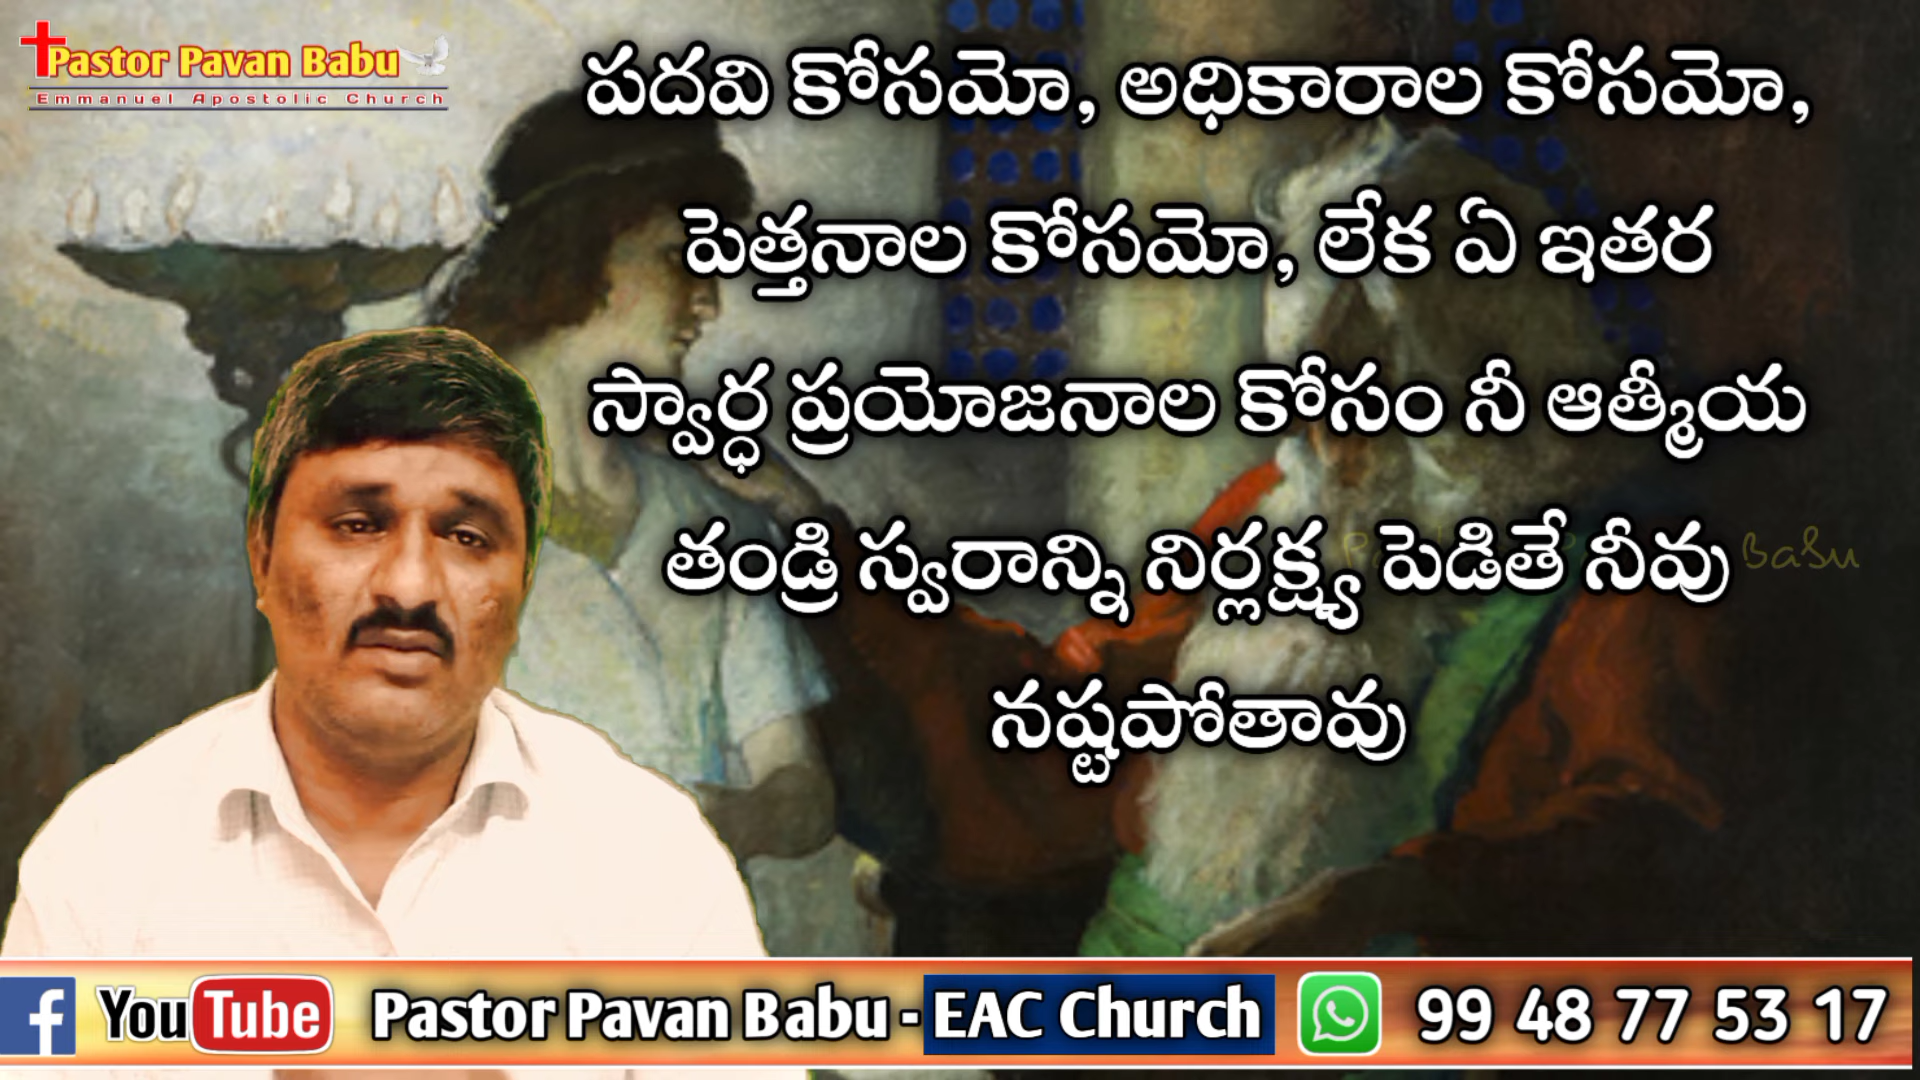 Pastor Pavan Babu
Emmanuel Apostolic Church
పదవి కోసమో, అధికారాల కోసమో,
పెత్తనాల కోసమో, లేక ఏ ఇతర
స్వార్ధ ప్రయోజనాల కోసం నీ ఆత్మీయ
తండ్రి స్వరాన్ని నిర్లక్ష్య పెడితే నీవు
నష్టపోతావు
Babu
f YouTube Pastor Pavan Babu - EAC Church 99 48 77 53 17